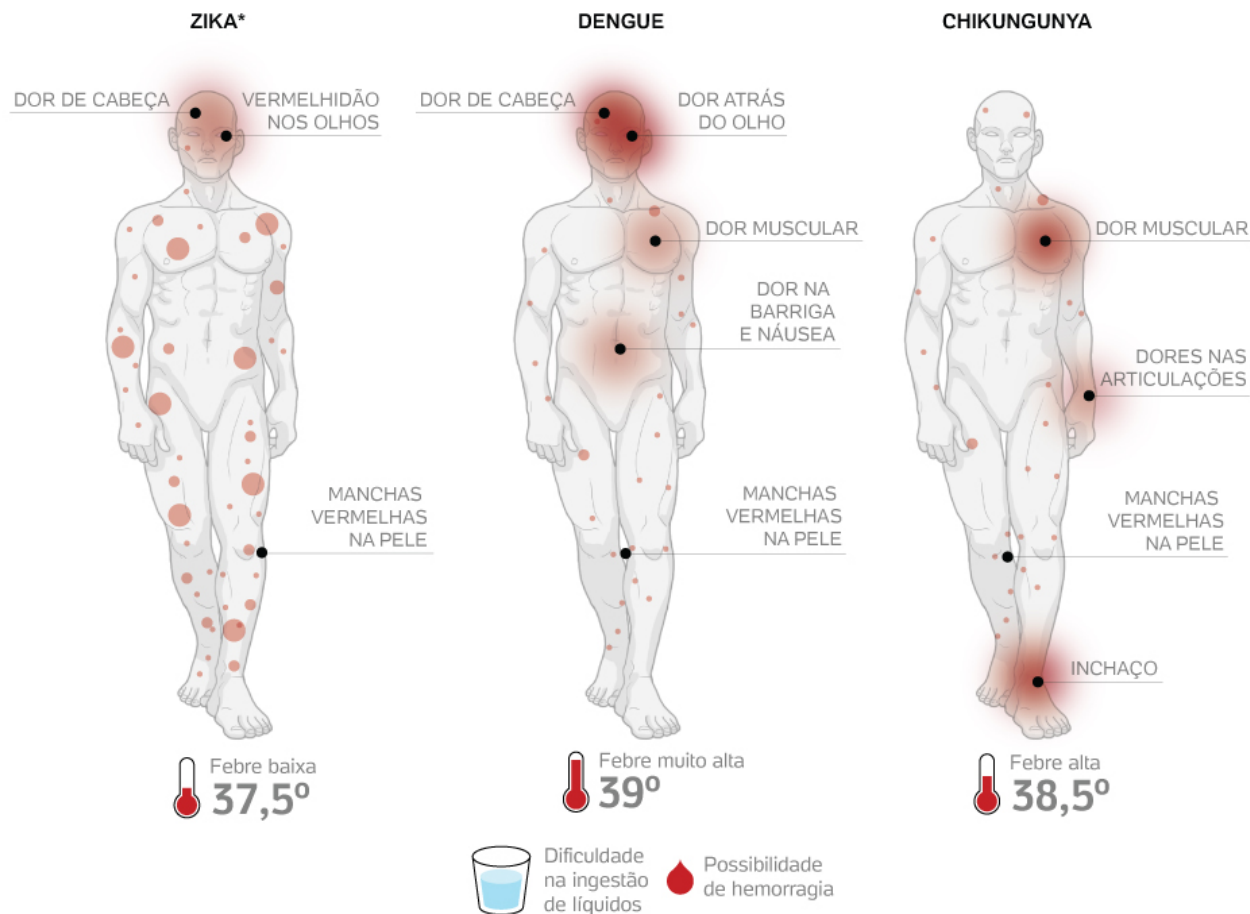 ZIKA*
DOR DE CABEÇA
VERMELHIDÃO
NOS OLHOS
MANCHAS
VERMELHAS
NA PELE
Febre baixa
37,5º
DENGUE
DOR DE CABEÇA
DOR ATRÁS
DO OLHO
DOR MUSCULAR
DOR NA
BARRIGA
E NÁUSEA
MANCHAS
VERMELHAS
NA PELE
Febre muito alta
39º
Dificuldade
na ingestão
de líquidos
Possibilidade
de hemorragia
CHIKUNGUNYA
DOR MUSCULAR
DORES NAS
ARTICULAÇÕES
MANCHAS
VERMELHAS
NA PELE
INCHAÇO
Febre alta
38,5º